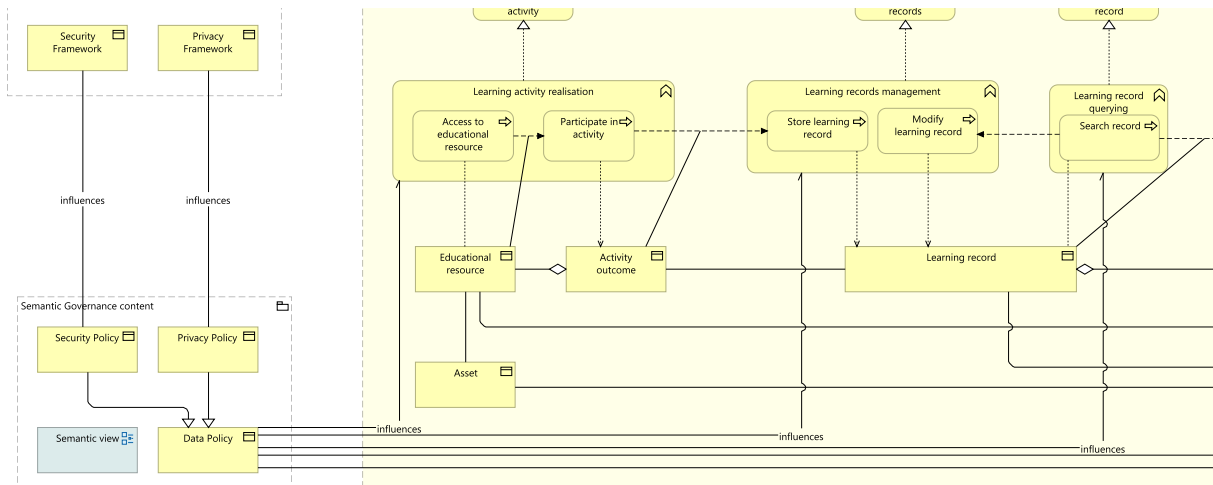 activity
records
record
Security
Framework
Privacy
Framework
Learning activity realisation
Access to
educational
resource
Participate in
activity
Learning records management
Store learning
record
Modify
learning record
Learning record
querying
Search record
influences
influences
Educational
resource
Activity
outcome
Learning record
Semantic Governance content
Security Policy
Privacy Policy
Asset
Semantic view
Data Policy
influences
influences
influences